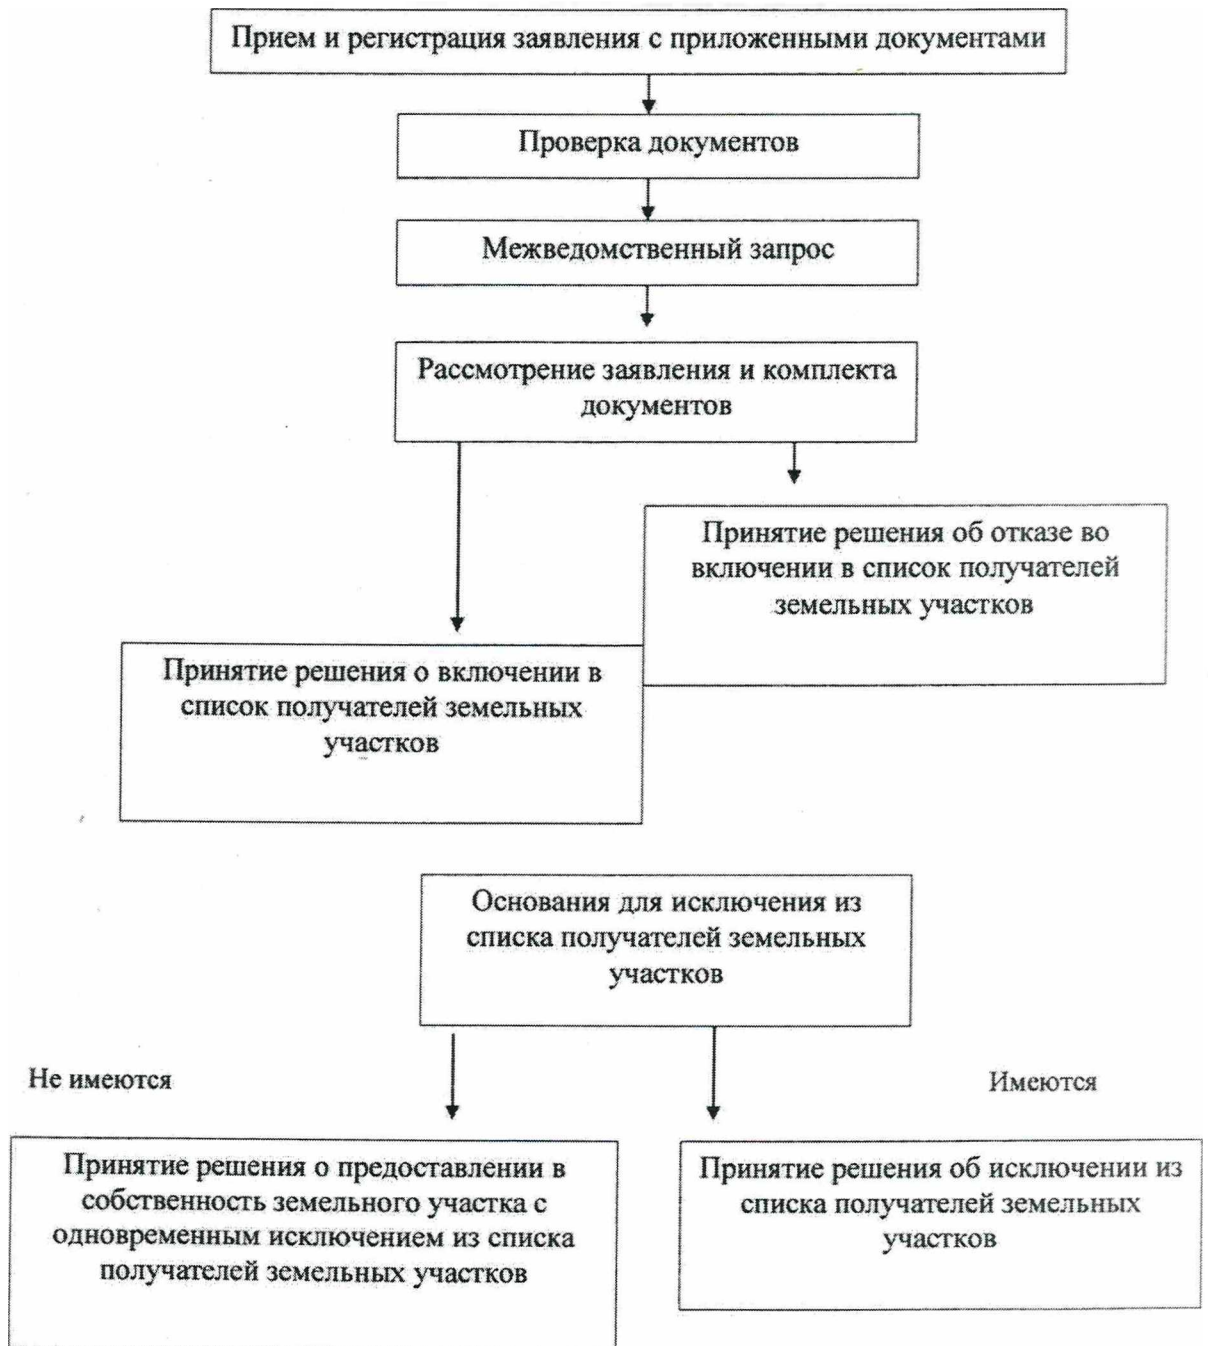 Прием и регистрация заявления с приложенными документами
Проверка документов
Межведомственный запрос
Рассмотрение заявления и комплекта
документов
Принятие решения об отказе во
включении в список получателей
земельных участков
Принятие решения о включении в
список получателей земельных
участков
Основания для исключения из
списка получателей земельных
участков
Не имеются
Имеются
Принятие решения о предоставлении в
собственность земельного участка с
одновременным исключением из списка
получателей земельных участков
Принятие решения об исключении из
списка получателей земельных
участков